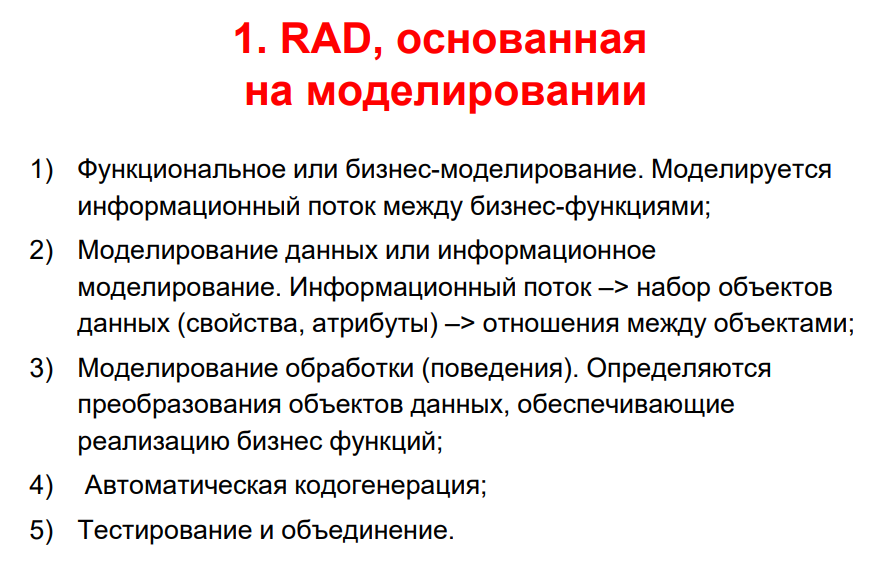 1. RAD, основанная
на моделировании
1) Функциональное или бизнес-моделирование. Моделируется
информационный поток между бизнес-функциями;
2) Моделирование данных или информационное
моделирование. Информационный поток –> набор объектов
данных (свойства, атрибуты) –> отношения между объектами;
3) Моделирование обработки (поведения). Определяются
преобразования объектов данных, обеспечивающие
реализацию бизнес функций;
4) Автоматическая кодогенерация;
5) Тестирование и объединение.